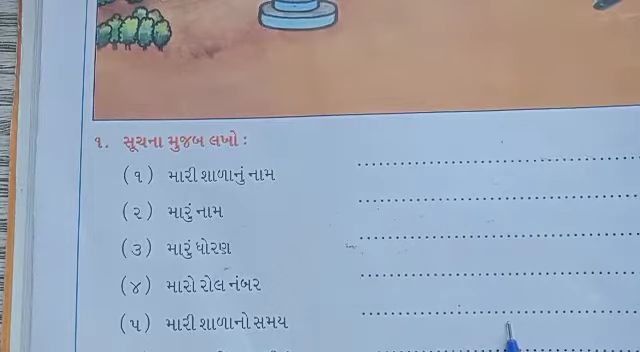 ૧. સૂચના મુજબ લખો :
(૧) મારી શાળાનું નામ
(૨) મારું નામ
(૩) મારું ધોરણ
(૪) મારો રોલ નંબર
(૫) મારી શાળાનો સમય